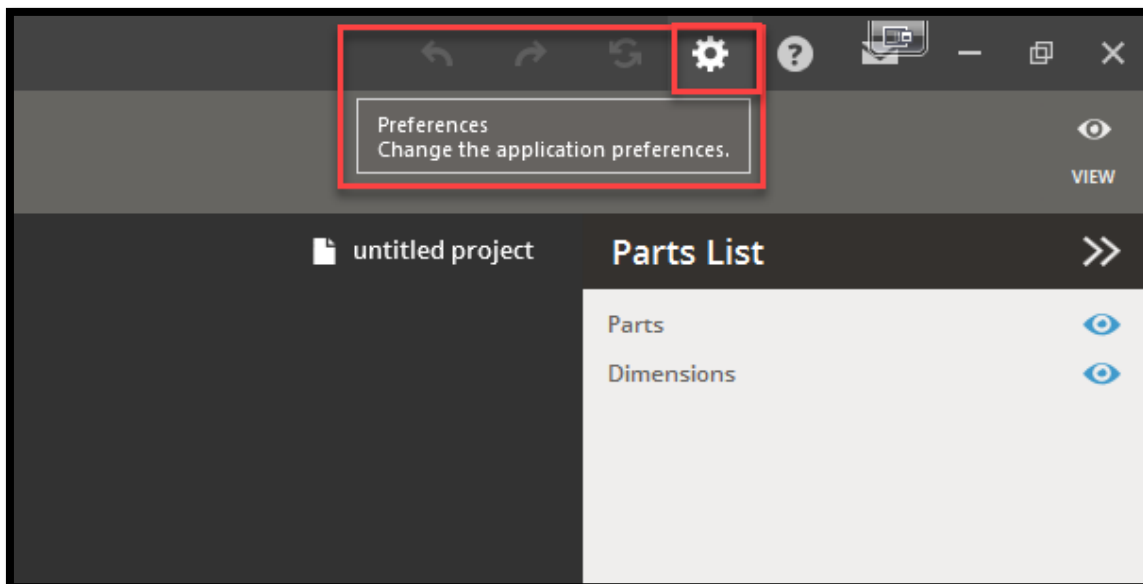 Preferences
Change the application preferences.
VIEW
untitled project
Parts List
Parts
Dimensions